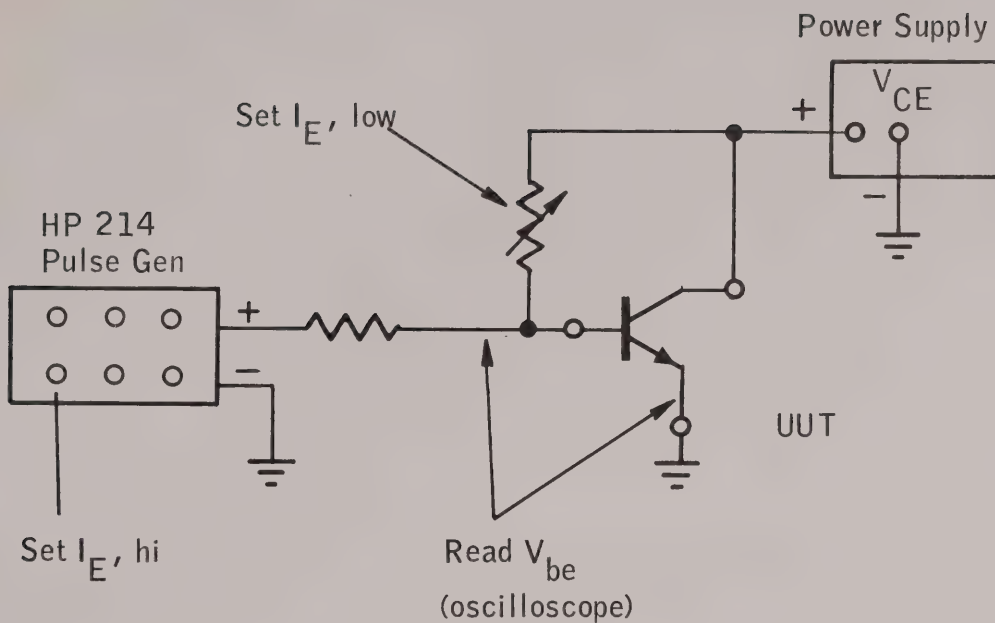 Power Supply
V
CE
+
−
Set I
E
, low
HP 214
Pulse Gen
+
−
UUT
Set I
E
, hi
Read V
be
(oscilloscope)